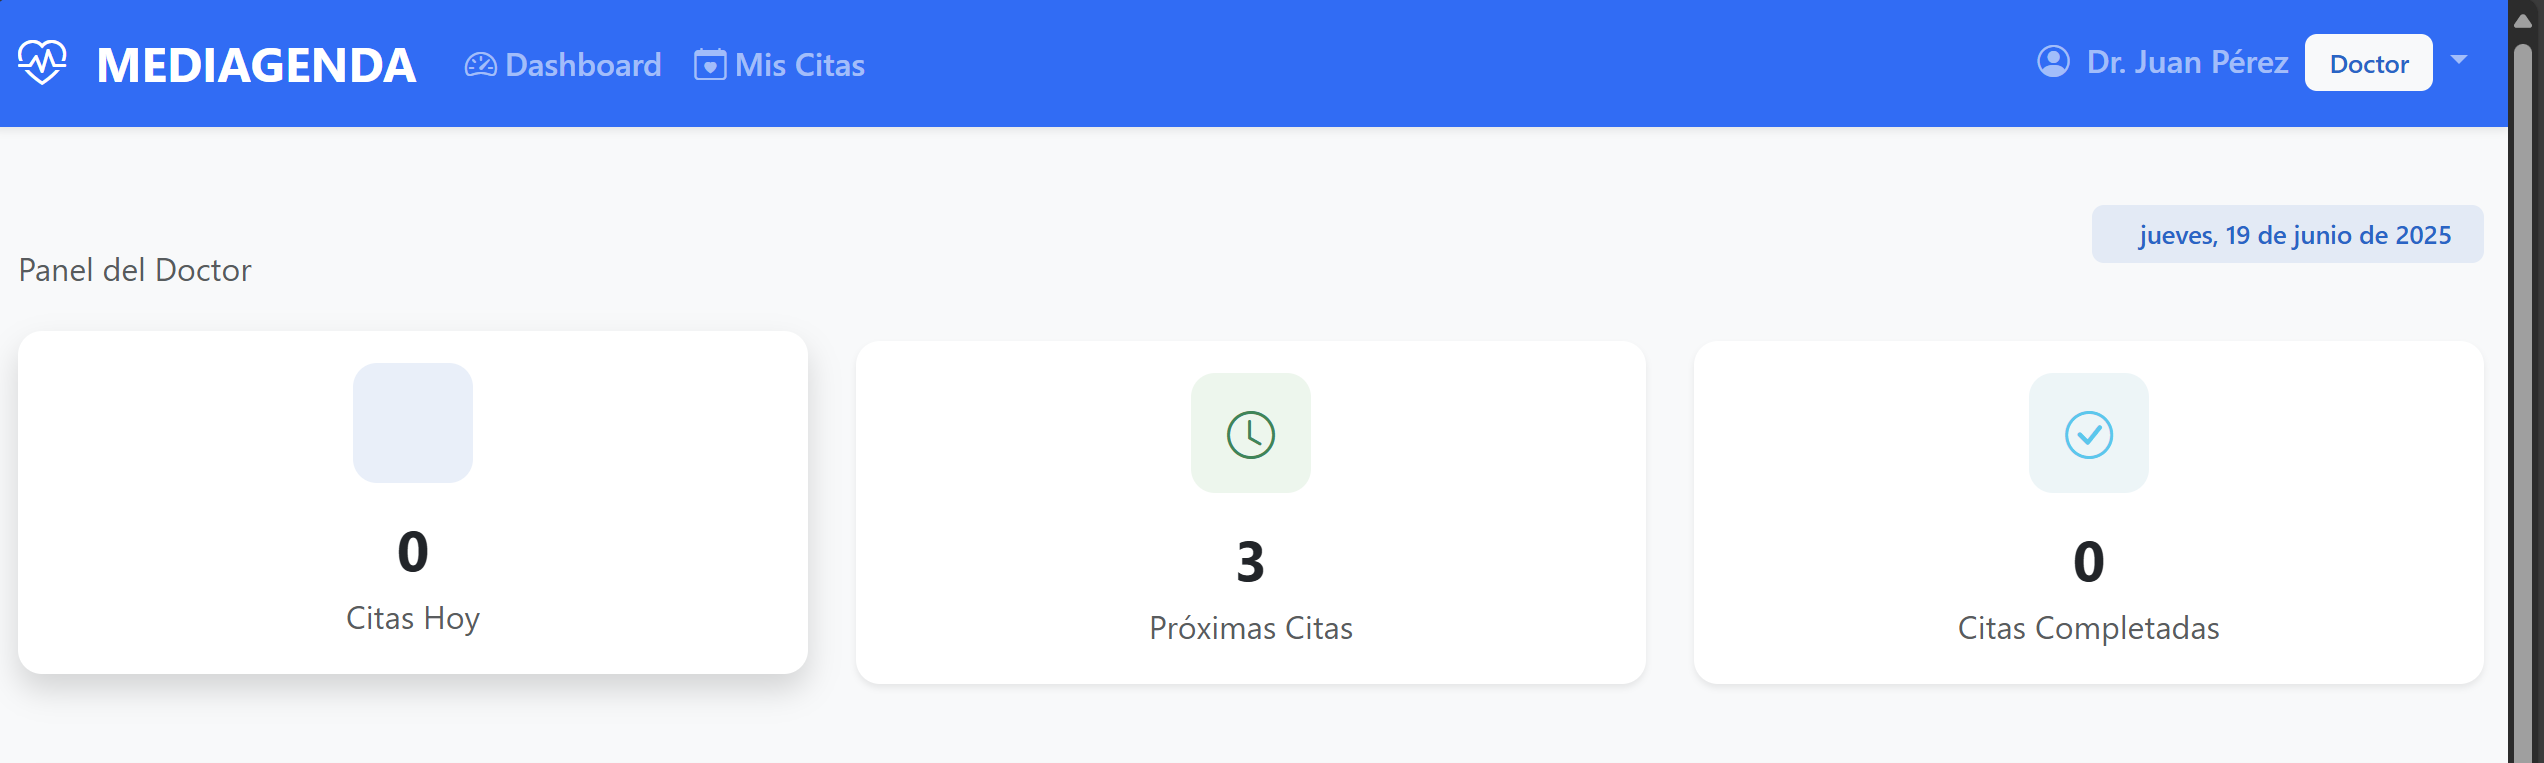 MEDIAGENDA Dashboard Mis Citas Dr. Juan Pérez Doctor
jueves, 19 de junio de 2025
Panel del Doctor
0
Citas Hoy
3
Próximas Citas
0
Citas Completadas